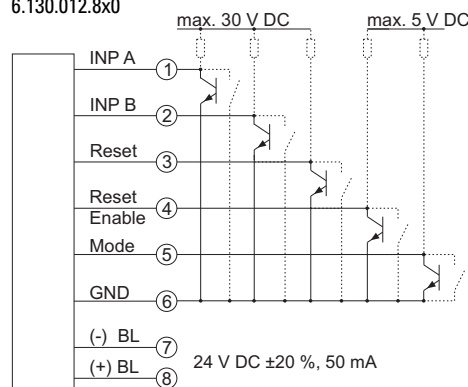 6.130.012.8x0
max. 30 V DC
max. 5 V DC
INP A
1
INP B
2
Reset
3
Reset
Enable
4
Mode
5
GND
6
(-) BL
7
24 V DC ±20 %, 50 mA
(+) BL
8